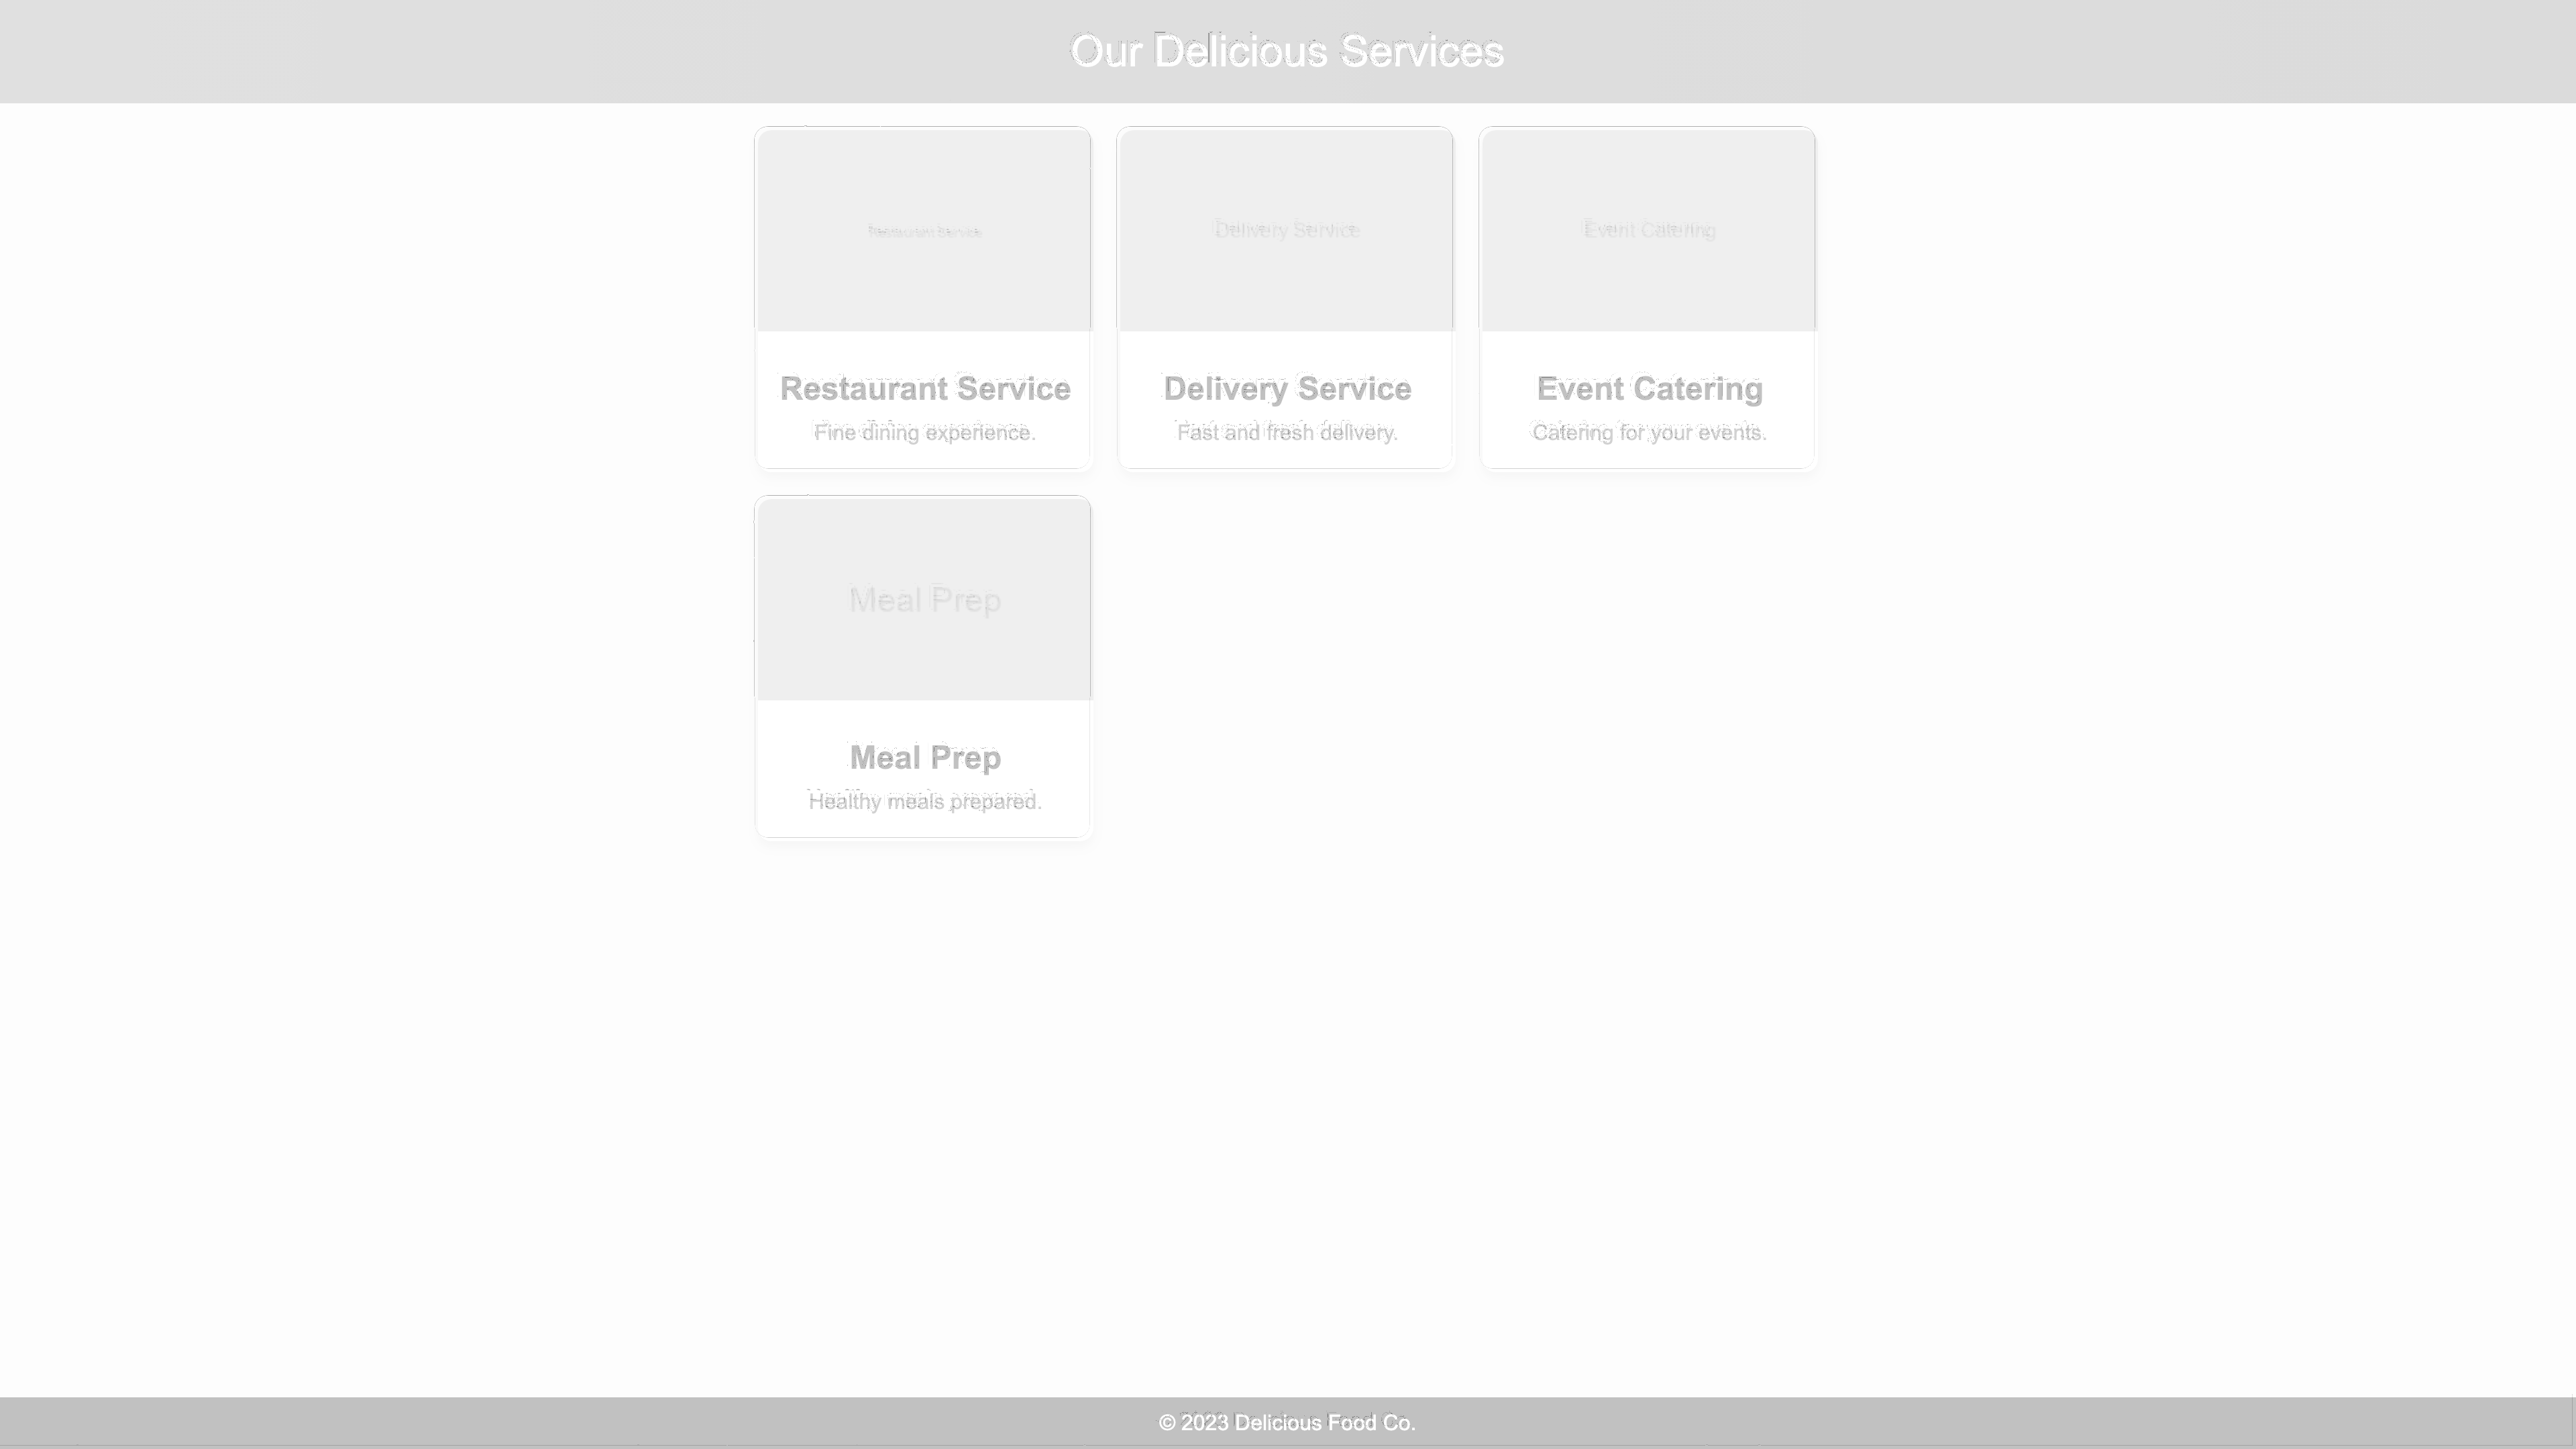 Our Delicious Services
Restaurant Service
Delivery Service
Event Catering
Restaurant Service
Delivery Service
Event Catering
Fine dining experience.
Fast and fresh delivery.
Catering for your events.
Meal Prep
Meal Prep
Healthy meals prepared.
© 2023 Delicious Food Co.